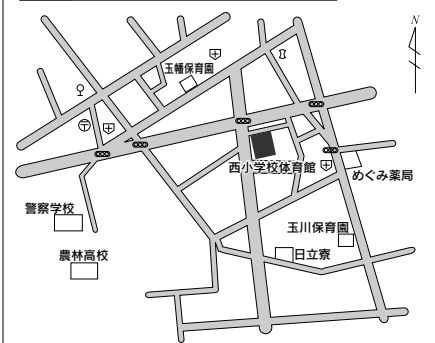 N
玉幡保育園
西小学校体育館
めぐみ薬局
警察学校
玉川保育園
農林高校
日立寮